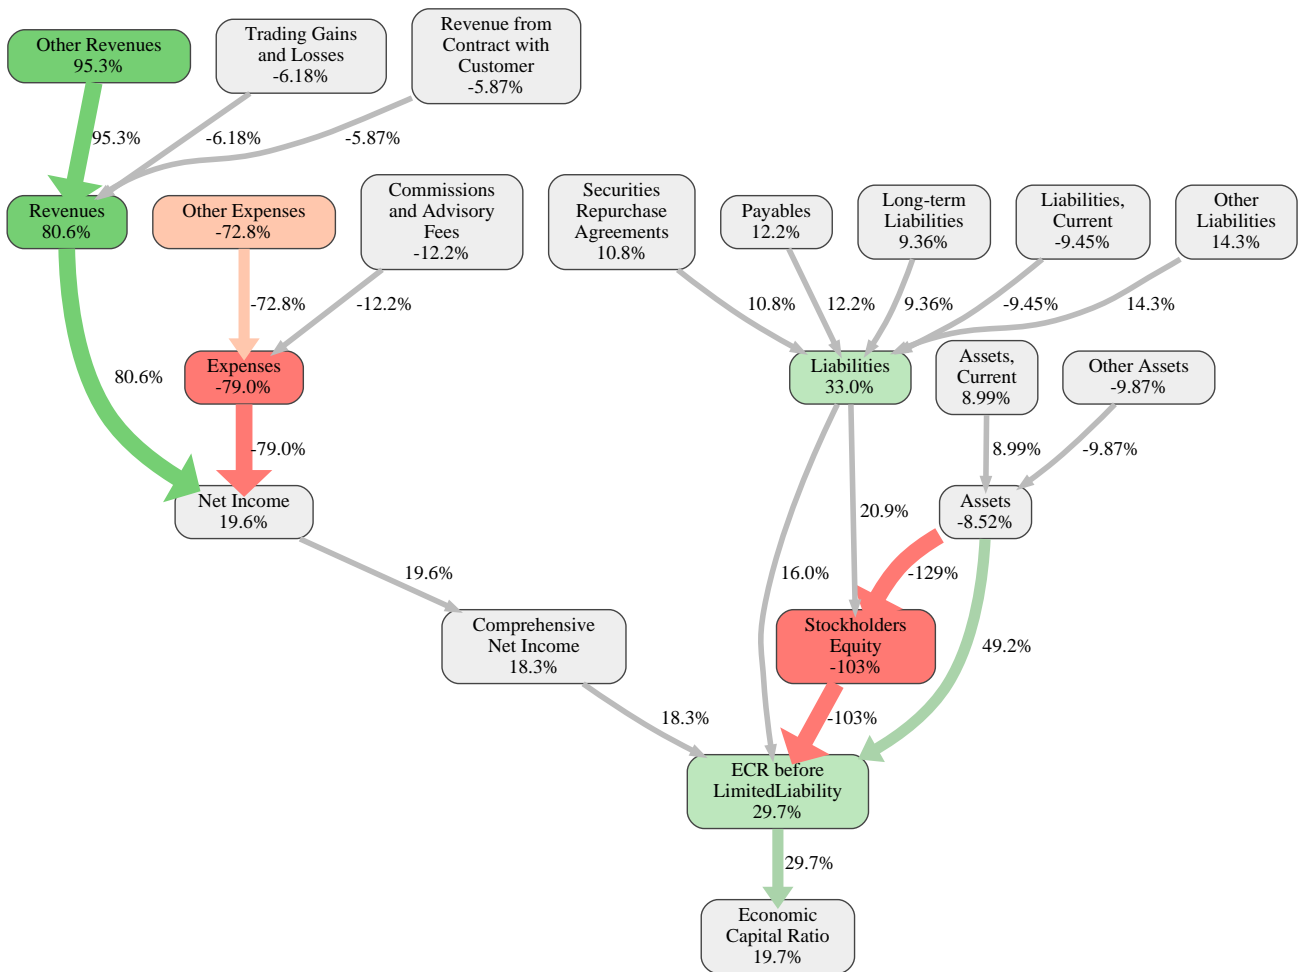 Other Revenues
95.3%
Trading Gains
and Losses
-6.18%
Revenue from
Contract with
Customer
-5.87%
95.3%
-6.18%
-5.87%
Revenues
80.6%
Other Expenses
-72.8%
Commissions
and Advisory
Fees
-12.2%
Securities
Repurchase
Agreements
10.8%
Payables
12.2%
Long-term
Liabilities
9.36%
Liabilities,
Current
-9.45%
Other
Liabilities
14.3%
-72.8%
-12.2%
10.8%
12.2%
9.36%
-9.45%
14.3%
80.6%
Expenses
-79.0%
Liabilities
33.0%
Assets,
Current
8.99%
Other Assets
-9.87%
-79.0%
8.99%
-9.87%
Net Income
19.6%
20.9%
Assets
-8.52%
19.6%
16.0%
-129%
49.2%
Comprehensive
Net Income
18.3%
Stockholders
Equity
-103%
18.3%
-103%
ECR before
LimitedLiability
29.7%
29.7%
Economic
Capital Ratio
19.7%